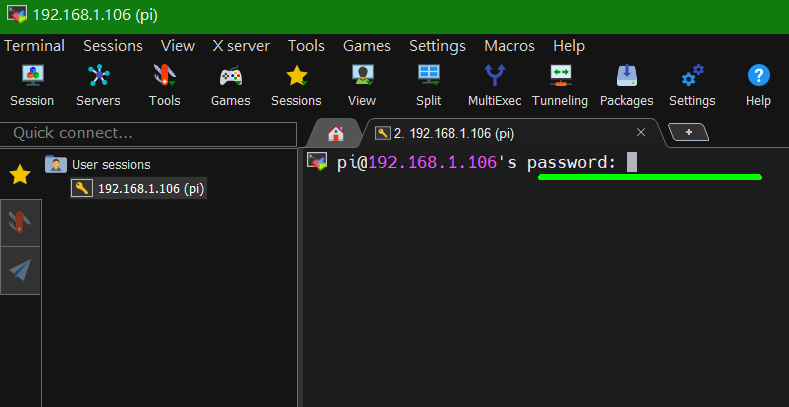 192.168.1.106 (pi)
Terminal Sessions View X server Tools Games Settings Macros Help
Session Servers Tools Games Sessions View Split MultiExec Tunneling Packages Settings Help
Quick connect...
2. 192.168.1.106 (pi)
User sessions
192.168.1.106 (pi)
pi@192.168.1.106's password: